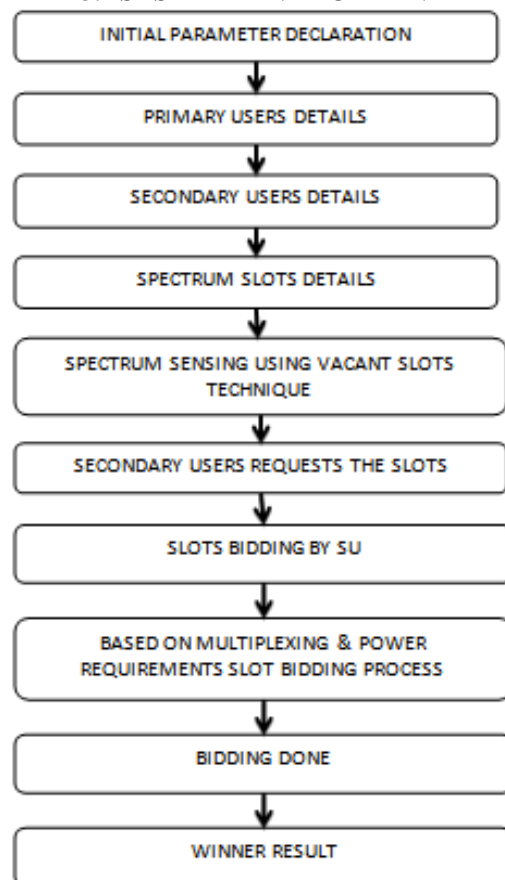 INITIAL PARAMETER DECLARATION
PRIMARY USERS DETAILS
SECONDARY USERS DETAILS
SPECTRUM SLOTS DETAILS
SPECTRUM SENSING USING VACANT SLOTS
TECHNIQUE
SECONDARY USERS REQUESTS THE SLOTS
SLOTS BIDDING BY SU
BASED ON MULTIPLEXING & POWER
REQUIREMENTS SLOT BIDDING PROCESS
BIDDING DONE
WINNER RESULT